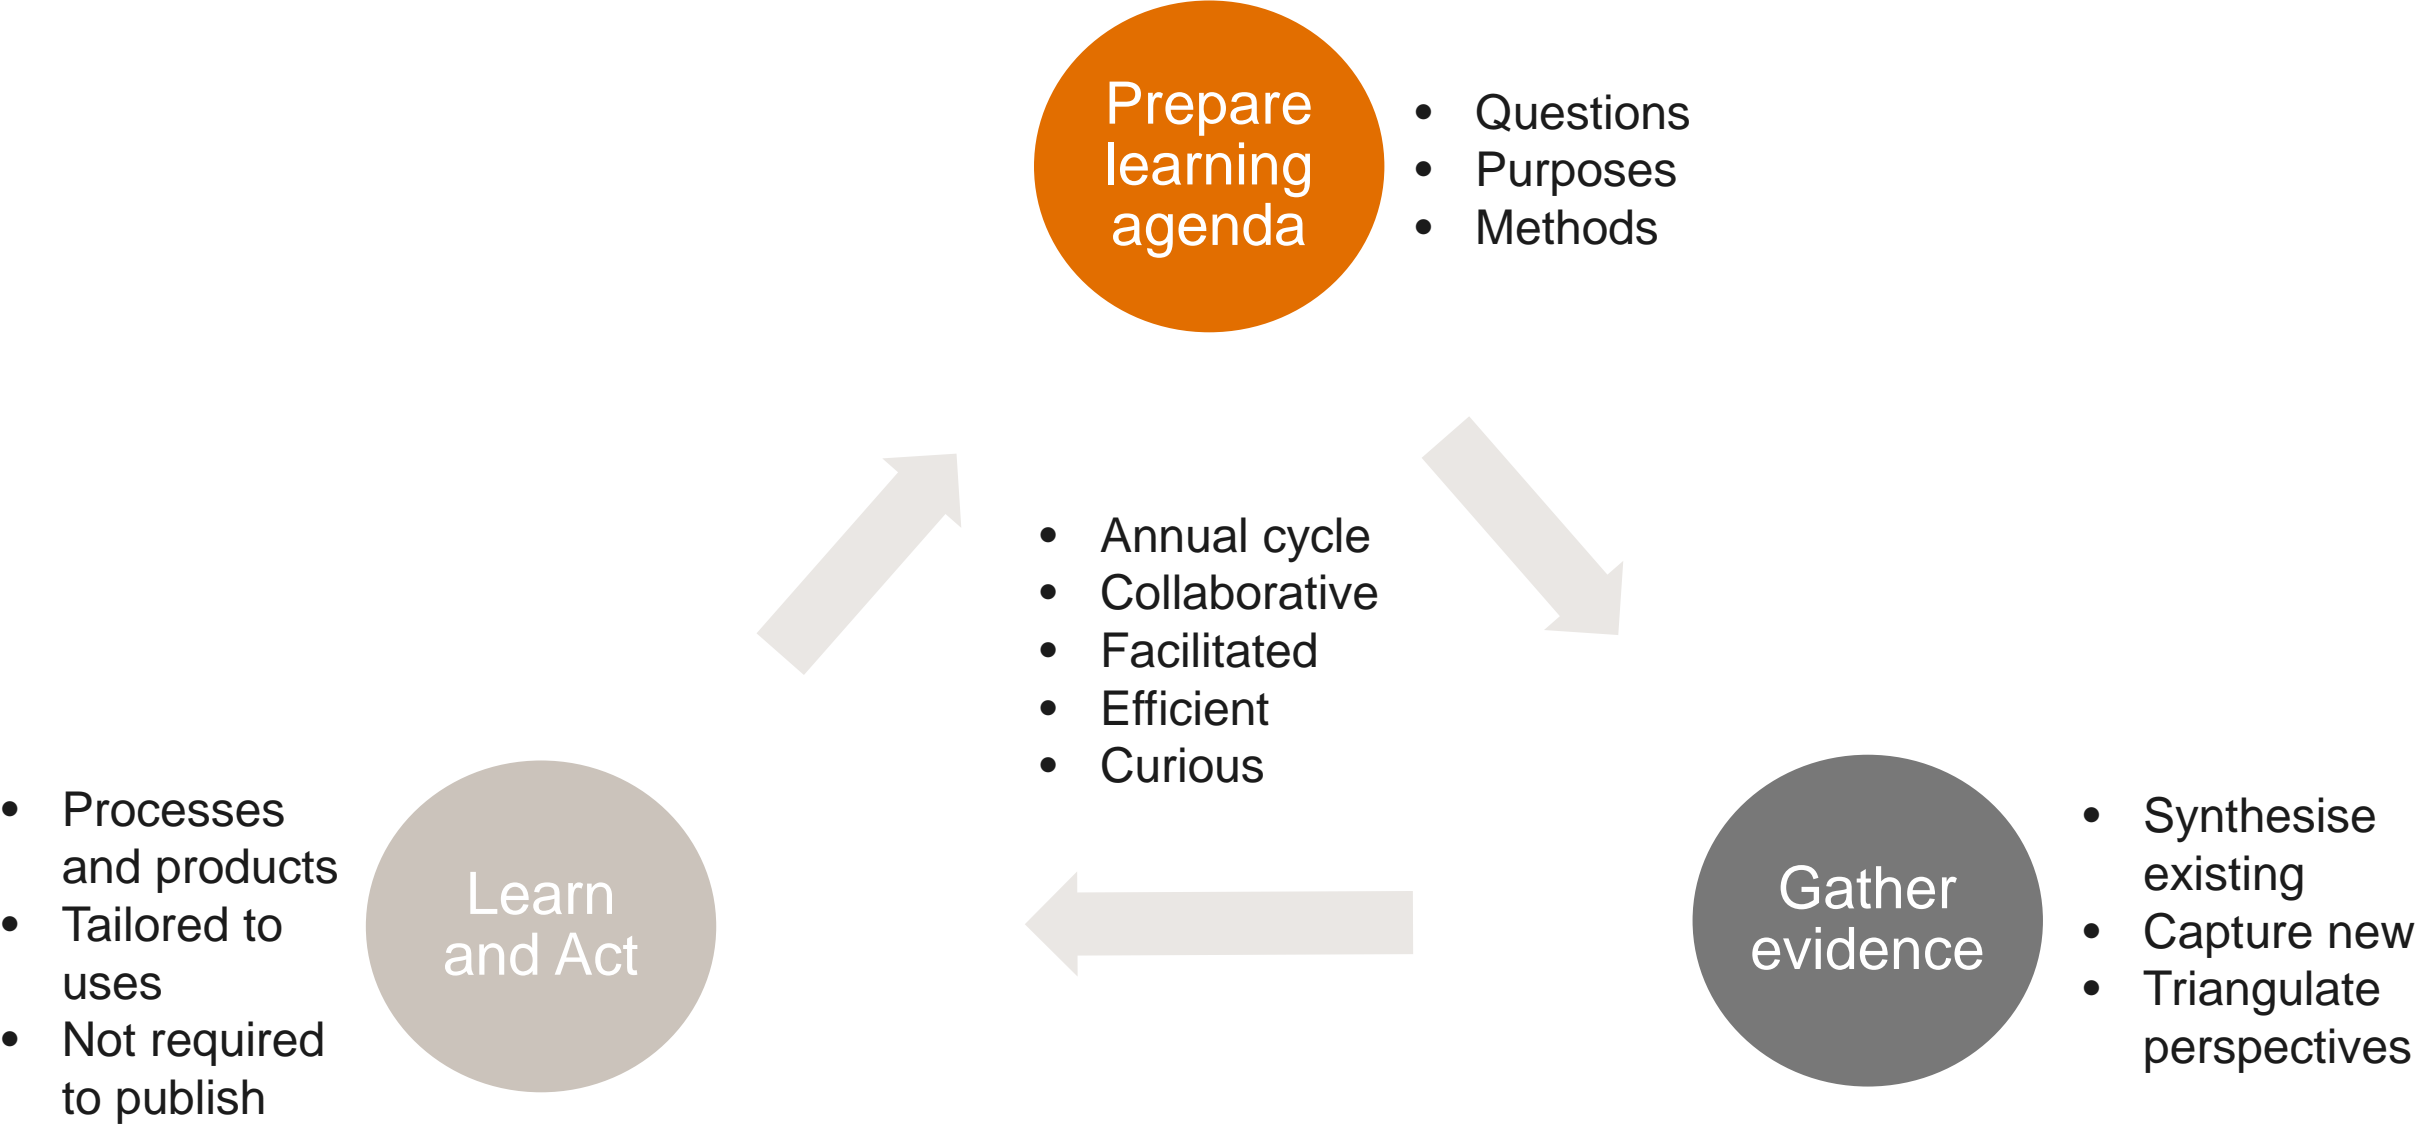 Prepare
learning
agenda
• Questions
• Purposes
• Methods
• Annual cycle
• Collaborative
• Facilitated
• Efficient
• Curious
Gather
evidence
• Synthesise
existing
• Capture new
• Triangulate
perspectives
Learn
and Act
• Processes
and products
• Tailored to
uses
• Not required
to publish